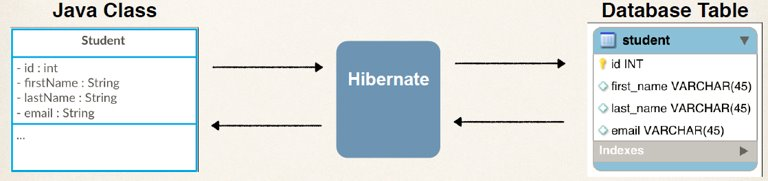 Java Class
Student
- id : int
- firstName : String
- lastName : String
- email : String
...
Hibernate
Database Table
student
id INT
first_name VARCHAR(45)
last_name VARCHAR(45)
email VARCHAR(45)
Indexes